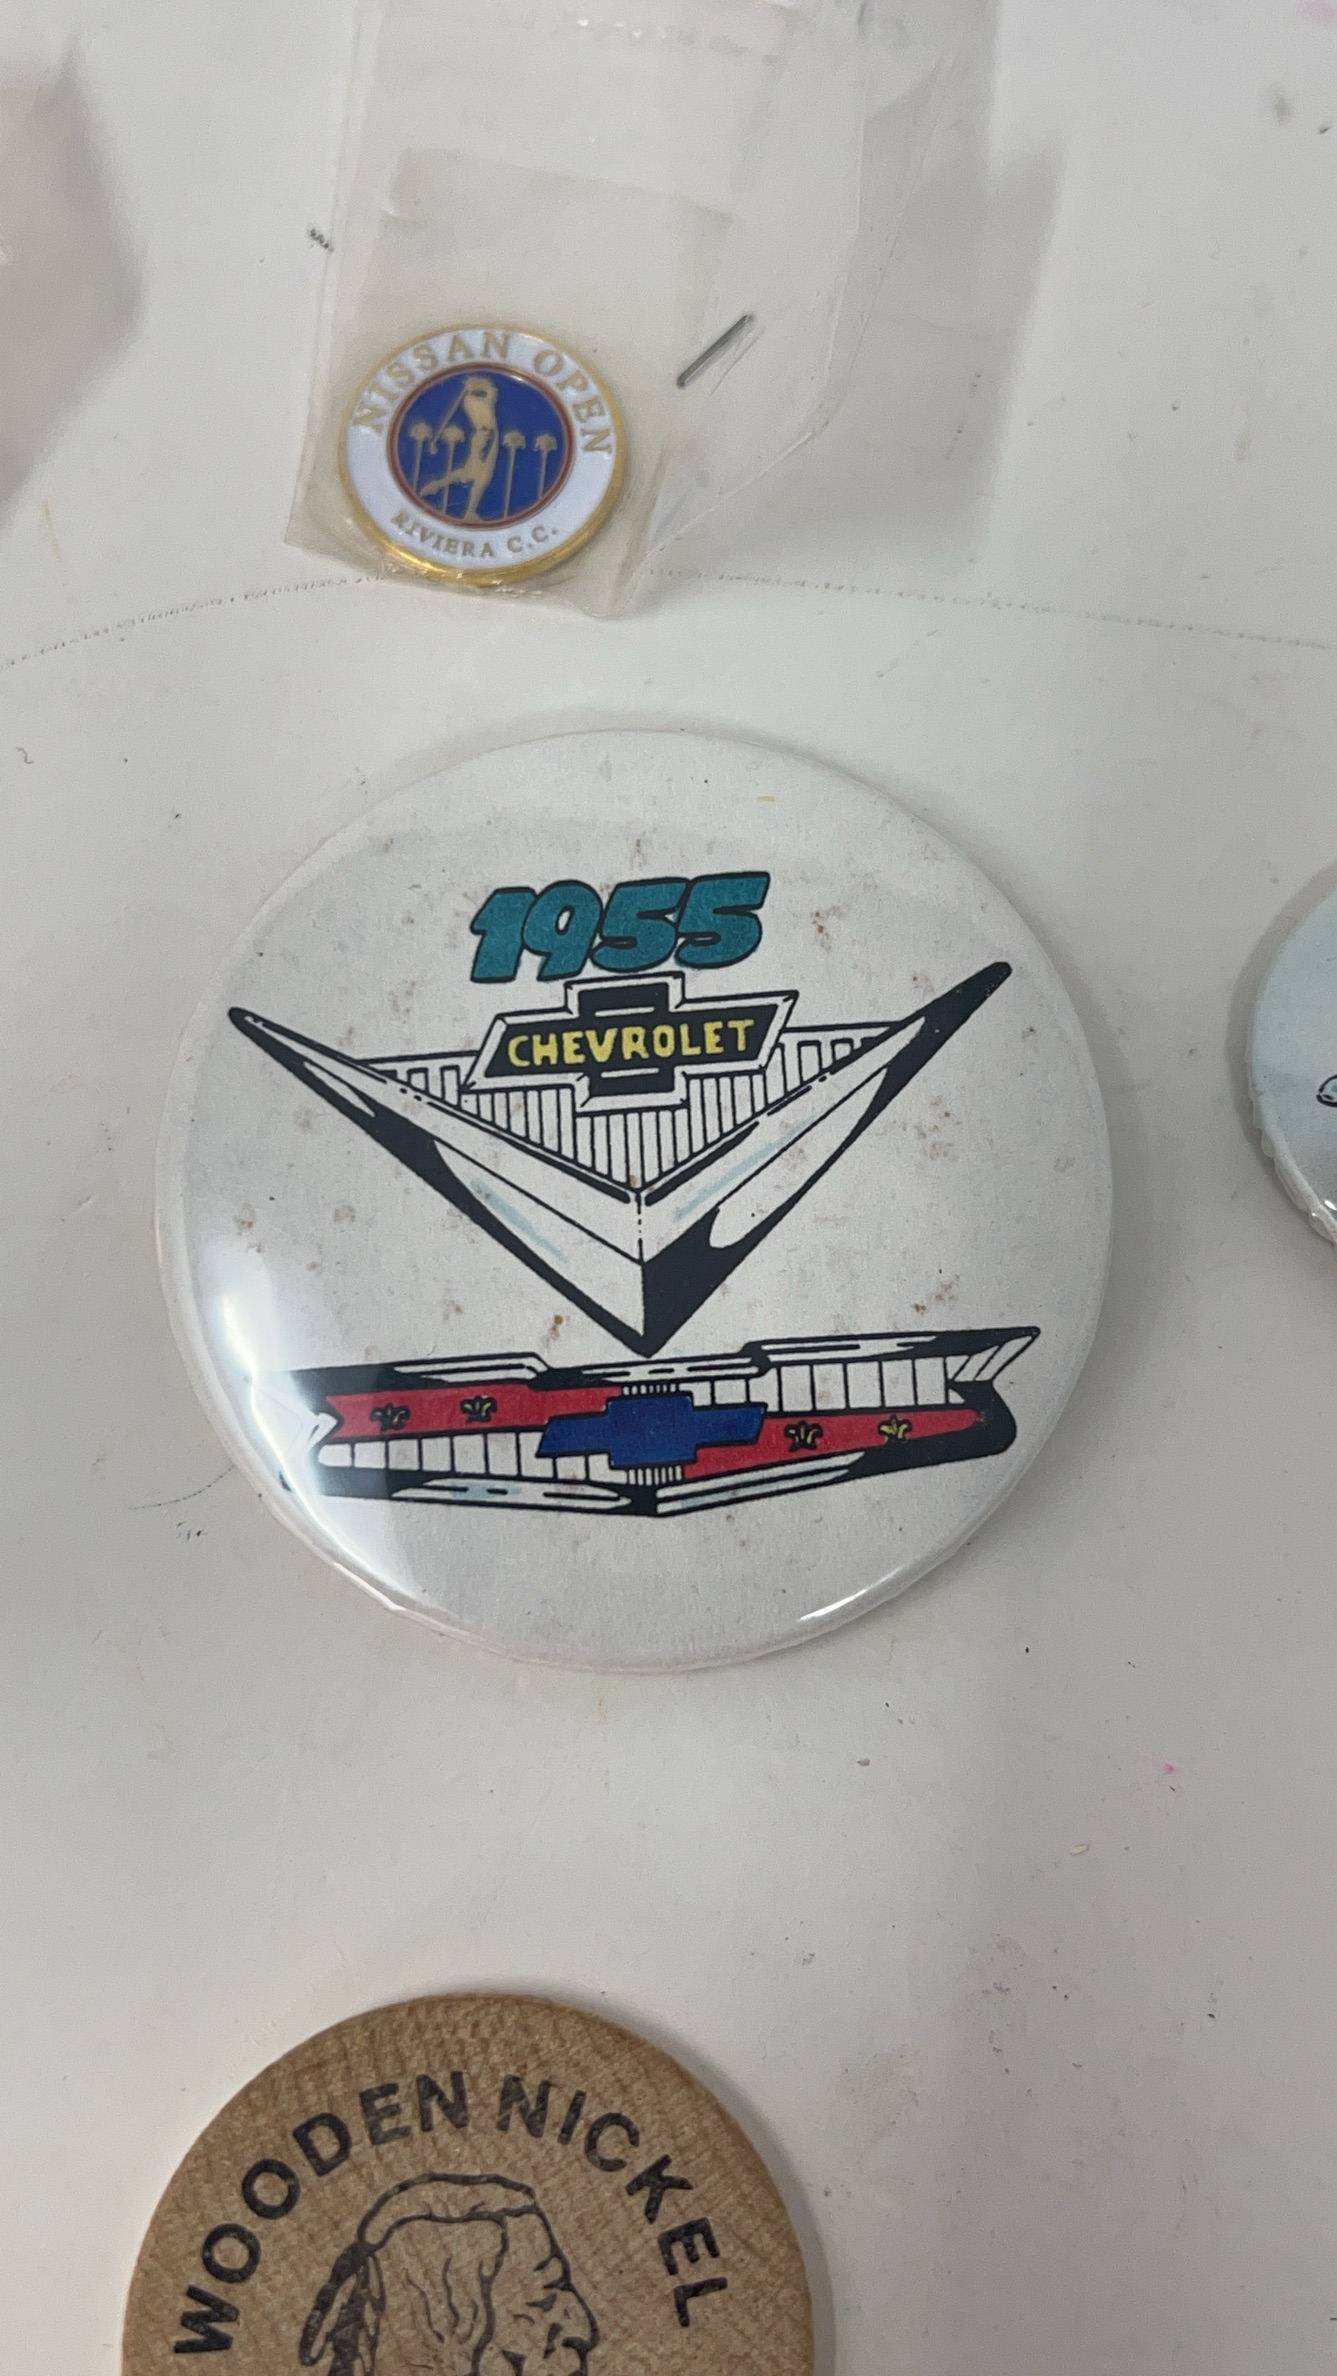 NISSAN OPEN
RIVIERA C.C.
1955
CHEVROLET
WOODEN NICKEL